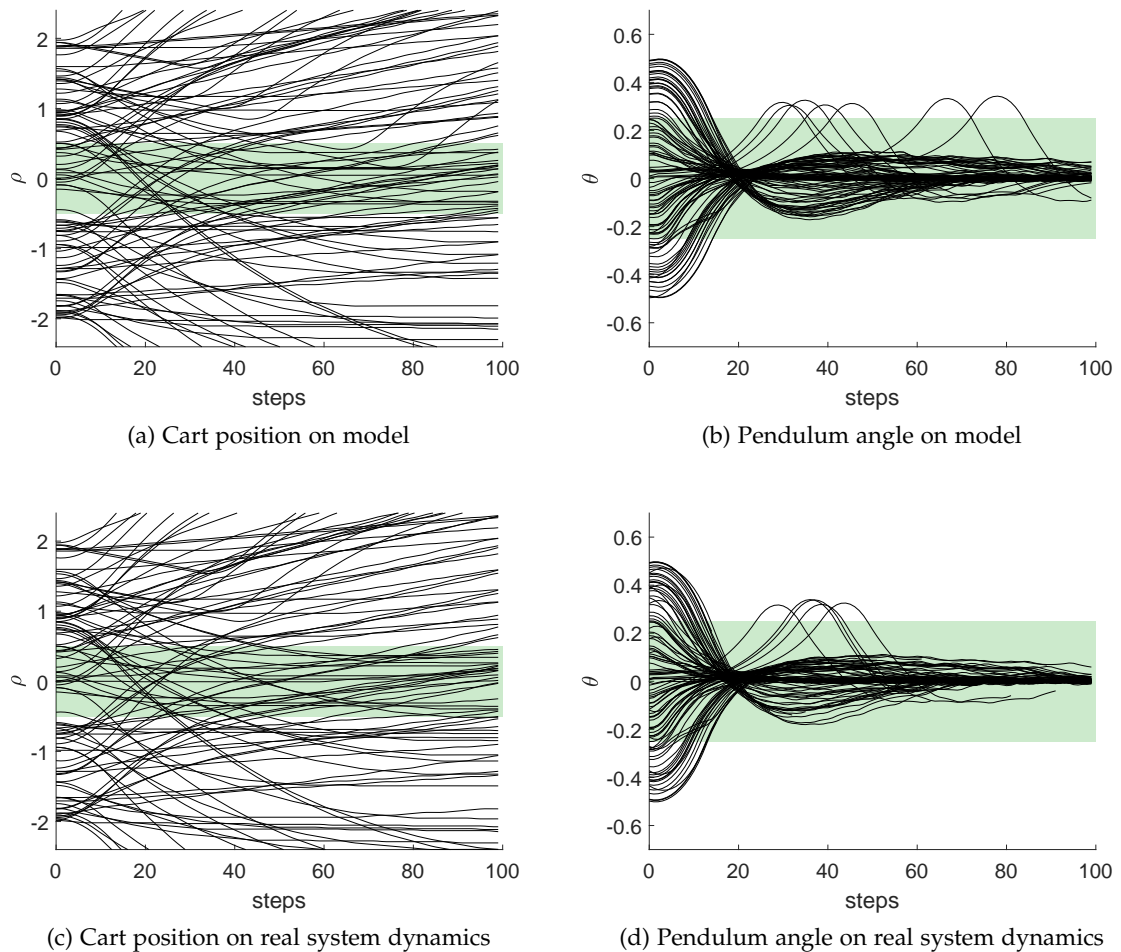 2
1
0
-1
-2
ρ
0 20 40 60 80 100
steps
(a) Cart position on model
0.6
0.4
0.2
0
-0.2
-0.4
-0.6
θ
0 20 40 60 80 100
steps
(b) Pendulum angle on model
2
1
0
-1
-2
ρ
0 20 40 60 80 100
steps
(c) Cart position on real system dynamics
0.6
0.4
0.2
0
-0.2
-0.4
-0.6
θ
0 20 40 60 80 100
steps
(d) Pendulum angle on real system dynamics